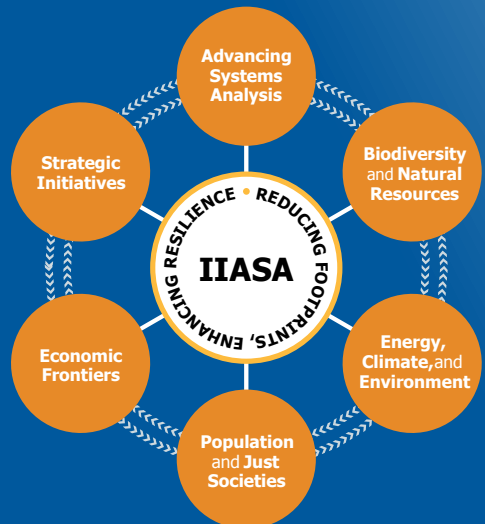 Advancing
Systems
Analysis
Strategic
Initiatives
Biodiversity
and Natural
Resources
REDUCING FOOTPRINTS, ENHANCING RESILIENCE •
IIASA
Economic
Frontiers
Energy,
Climate,and
Environment
Population
and Just
Societies